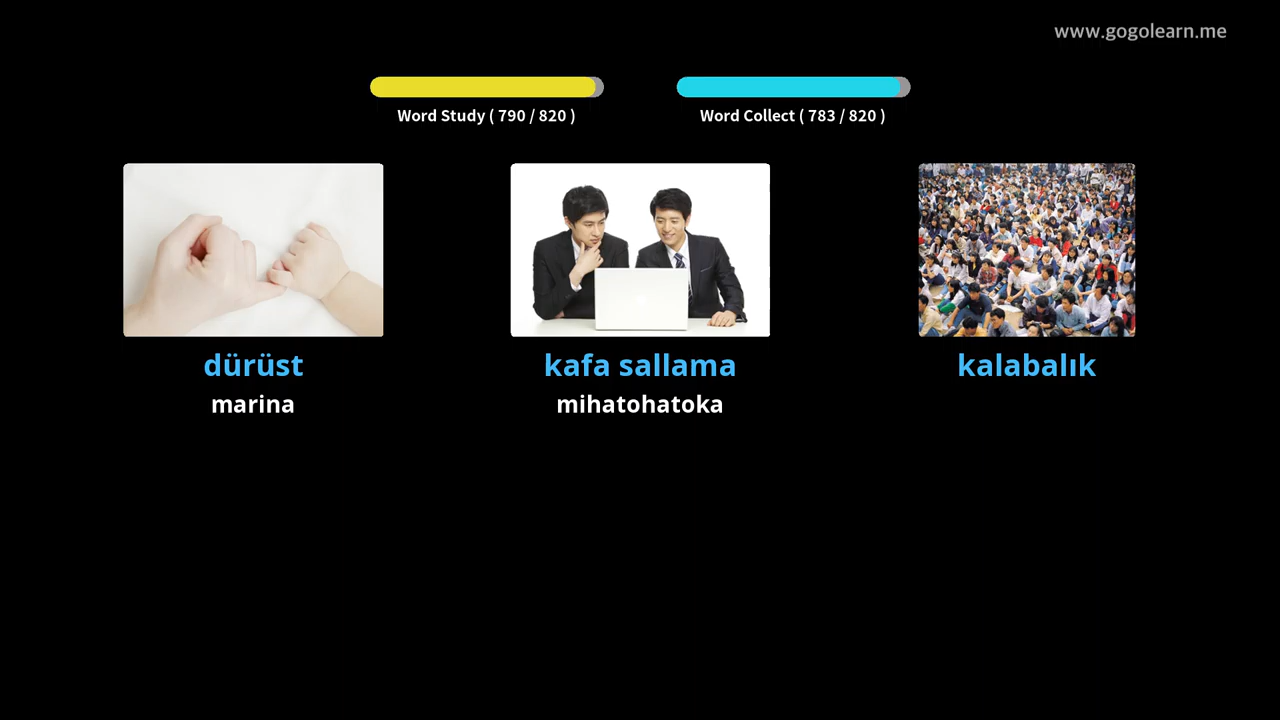 www.gogolearn.me
Word Study ( 790 / 820 )
Word Collect ( 783 / 820 )
dürüst
marina
kafa sallama
mihatohatoka
kalabalık